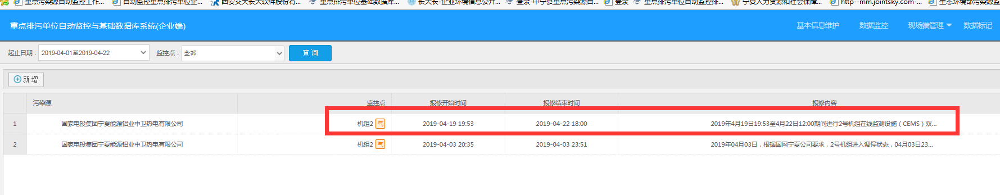 重点污染源自动监控工作... 自动监控重点排污单位企... 西安交大长天软件股份有... 重点排污单位基础数据库... 长天长-企业环境信息公开... 登录-中宁县重点污染源自... 登录 重点排污单位自动监控排... 宁夏人力资源和社会保障... http--mm.jointsky.com-... 生态环境部污染源监
重点排污单位自动监控与基础数据库系统(企业端) 基本信息维护 数据监控 现场端管理 数据标记
起止日期： 2019-04-01至2019-04-22 监控点： 全部 查 询
新 增
污染源 监控点 报修开始时间 报修结束时间 报修内容
1 国家电投集团宁夏能源铝业中卫热电有限公司 机组2 气 2019-04-19 19:53 2019-04-22 18:00 2019年4月19日19:53至4月22日12:00期间进行2号机组在线监测设施（CEMS）双...
2 国家电投集团宁夏能源铝业中卫热电有限公司 机组2 气 2019-04-03 20:35 2019-04-03 23:51 2019年04月03日，根据国网宁夏公司要求，2号机组进入调停状态，04月03日23...